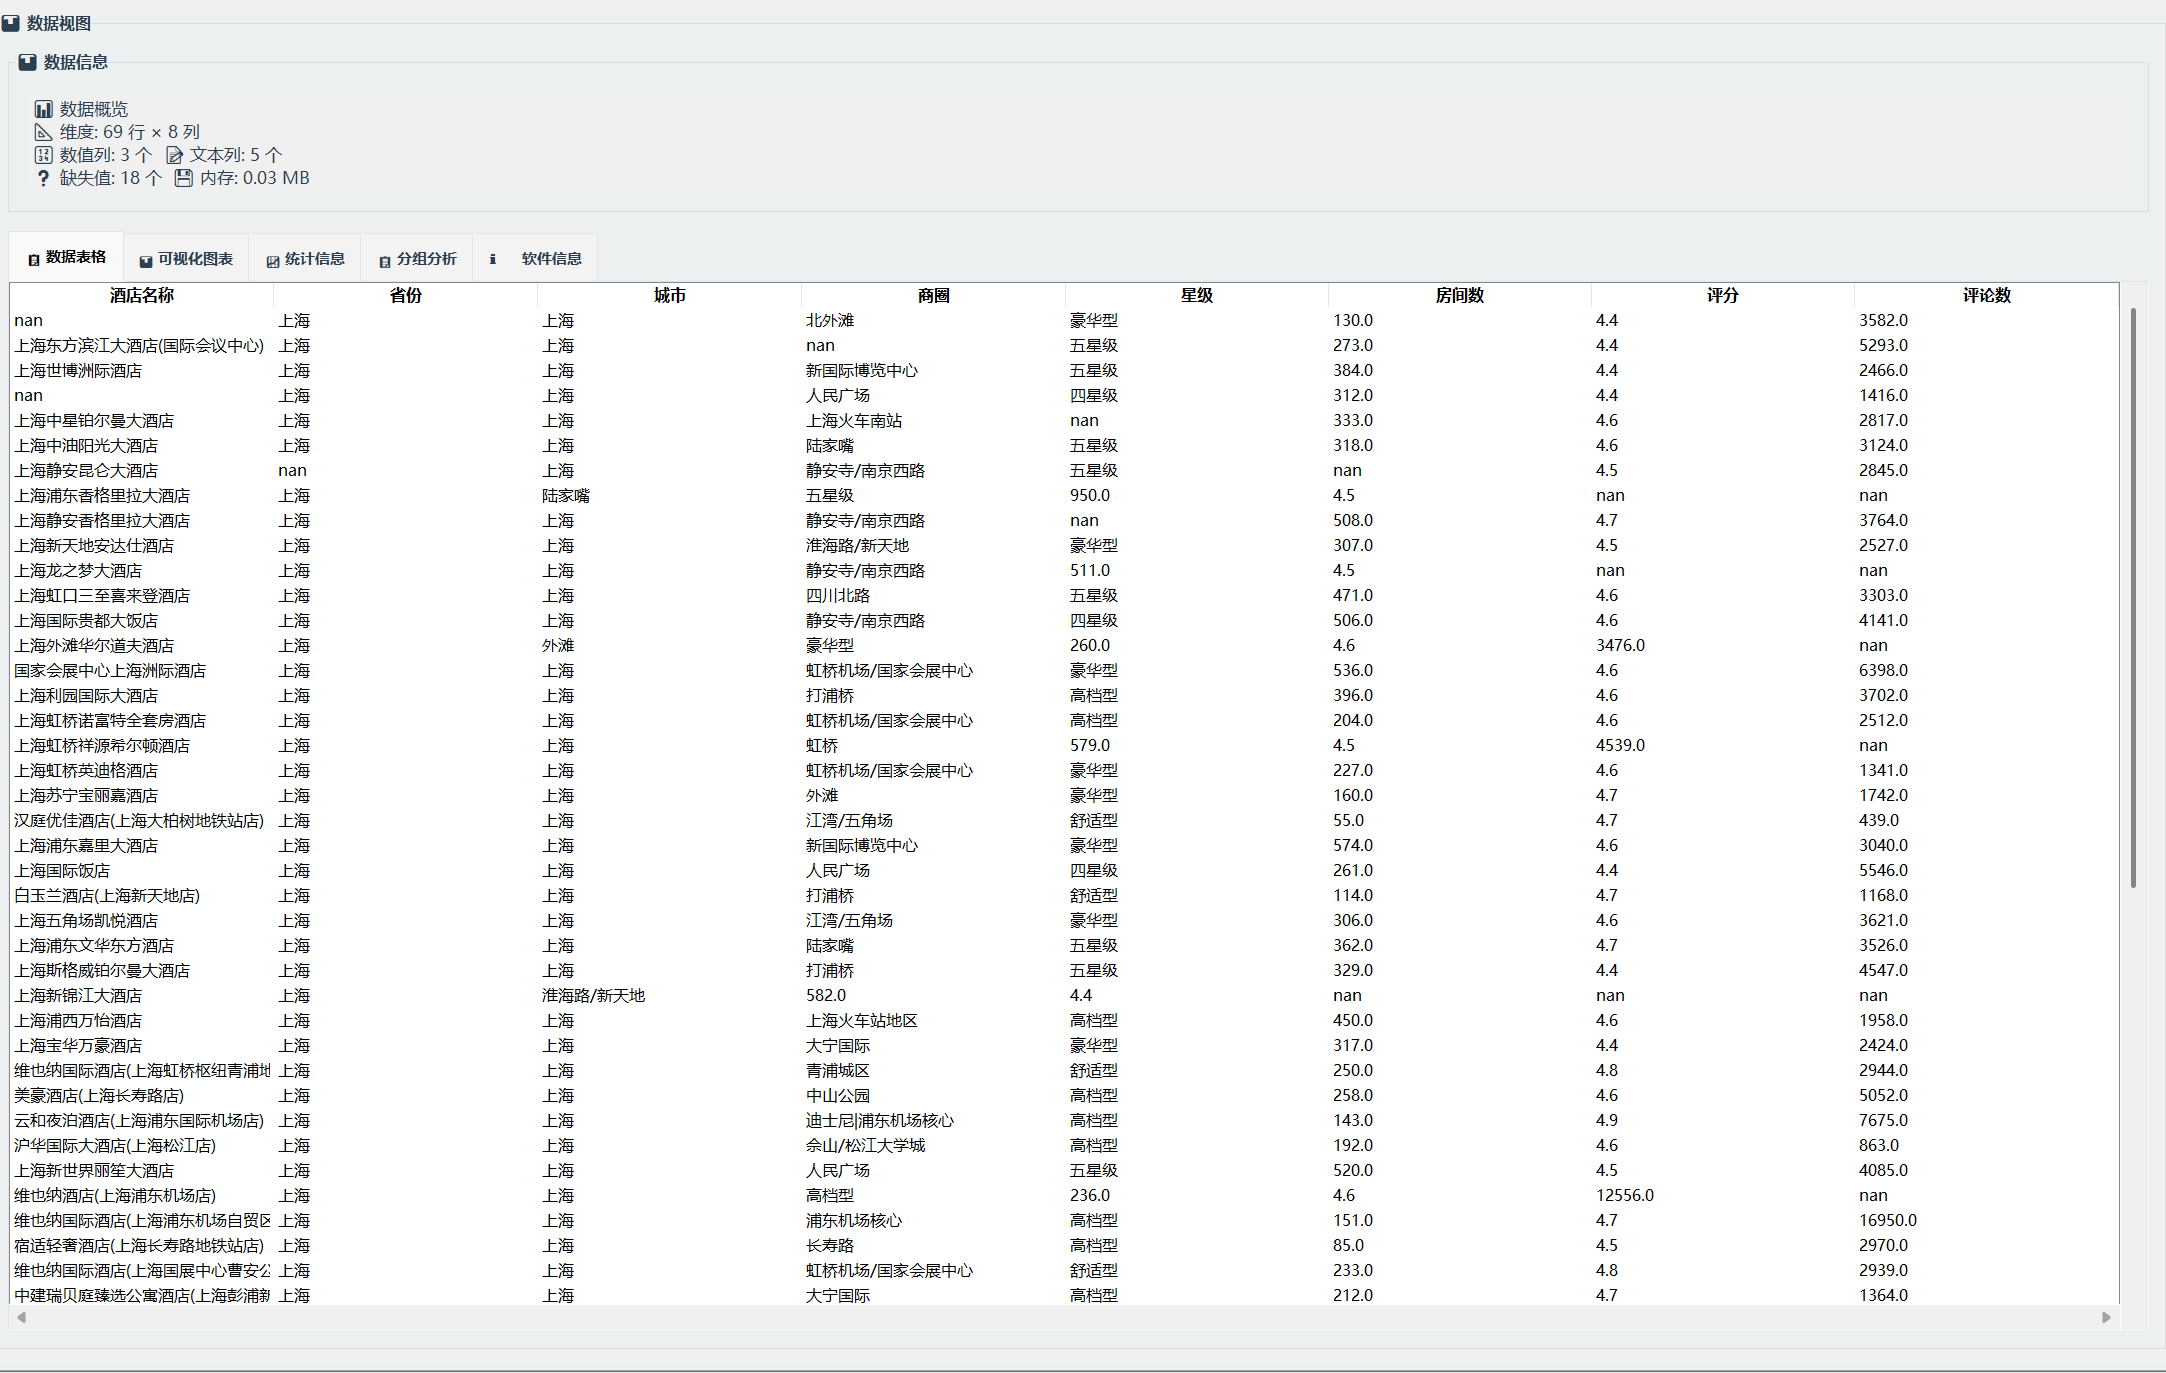 数据视图
数据信息
数据概览
维度: 69 行 × 8 列
数值列: 3 个 文本列: 5 个
? 缺失值: 18 个 内存: 0.03 MB
数据表格 可视化图表 统计信息 分组分析 软件信息
酒店名称 省份 城市 商圈 星级 房间数 评分 评论数
nan 上海 上海 北外滩 豪华型 130.0 4.4 3582.0
上海东方滨江大酒店(国际会议中心) 上海 上海 nan 五星级 273.0 4.4 5293.0
上海世博洲际酒店 上海 上海 新国际博览中心 五星级 384.0 4.4 2466.0
nan 上海 上海 人民广场 四星级 312.0 4.4 1416.0
上海中星铂尔曼大酒店 上海 上海 上海火车南站 nan 333.0 4.6 2817.0
上海中油阳光大酒店 上海 上海 陆家嘴 五星级 318.0 4.6 3124.0
上海静安昆仑大酒店 nan 上海 静安寺/南京西路 五星级 nan 4.5 2845.0
上海浦东香格里拉大酒店 上海 陆家嘴 五星级 950.0 4.5 nan nan
上海静安香格里拉大酒店 上海 上海 静安寺/南京西路 nan 508.0 4.7 3764.0
上海新天地安达仕酒店 上海 上海 淮海路/新天地 豪华型 307.0 4.5 2527.0
上海龙之梦大酒店 上海 上海 静安寺/南京西路 511.0 4.5 nan nan
上海虹口三至喜来登酒店 上海 上海 四川北路 五星级 471.0 4.6 3303.0
上海国际贵都大饭店 上海 上海 静安寺/南京西路 四星级 506.0 4.6 4141.0
上海外滩华尔道夫酒店 上海 外滩 豪华型 260.0 4.6 3476.0 nan
国家会展中心上海洲际酒店 上海 上海 虹桥机场/国家会展中心 豪华型 536.0 4.6 6398.0
上海利园国际大酒店 上海 上海 打浦桥 高档型 396.0 4.6 3702.0
上海虹桥诺富特全套房酒店 上海 上海 虹桥机场/国家会展中心 高档型 204.0 4.6 2512.0
上海虹桥祥源希尔顿酒店 上海 上海 虹桥 579.0 4.5 4539.0 nan
上海虹桥英迪格酒店 上海 上海 虹桥机场/国家会展中心 豪华型 227.0 4.6 1341.0
上海苏宁宝丽嘉酒店 上海 上海 外滩 豪华型 160.0 4.7 1742.0
汉庭优佳酒店(上海大柏树地铁站店) 上海 上海 江湾/五角场 舒适型 55.0 4.7 439.0
上海浦东嘉里大酒店 上海 上海 新国际博览中心 豪华型 574.0 4.6 3040.0
上海国际饭店 上海 上海 人民广场 四星级 261.0 4.4 5546.0
白玉兰酒店(上海新天地店) 上海 上海 打浦桥 舒适型 114.0 4.7 1168.0
上海五角场凯悦酒店 上海 上海 江湾/五角场 豪华型 306.0 4.6 3621.0
上海浦东文华东方酒店 上海 上海 陆家嘴 五星级 362.0 4.7 3526.0
上海斯格威铂尔曼大酒店 上海 上海 打浦桥 五星级 329.0 4.4 4547.0
上海新锦江大酒店 上海 淮海路/新天地 582.0 4.4 nan nan nan
上海浦西万怡酒店 上海 上海 上海火车站地区 高档型 450.0 4.6 1958.0
上海宝华万豪酒店 上海 上海 大宁国际 豪华型 317.0 4.4 2424.0
维也纳国际酒店(上海虹桥枢纽青浦地 上海 上海 青浦城区 舒适型 250.0 4.8 2944.0
美豪酒店(上海长寿路店) 上海 上海 中山公园 高档型 258.0 4.6 5052.0
云和夜泊酒店(上海浦东国际机场店) 上海 上海 迪士尼|浦东机场核心 高档型 143.0 4.9 7675.0
沪华国际大酒店(上海松江店) 上海 上海 佘山/松江大学城 高档型 192.0 4.6 863.0
上海新世界丽笙大酒店 上海 上海 人民广场 五星级 520.0 4.5 4085.0
维也纳酒店(上海浦东机场店) 上海 上海 高档型 236.0 4.6 12556.0 nan
维也纳国际酒店(上海浦东机场自贸区 上海 上海 浦东机场核心 高档型 151.0 4.7 16950.0
宿适轻奢酒店(上海长寿路地铁站店) 上海 上海 长寿路 高档型 85.0 4.5 2970.0
维也纳国际酒店(上海国展中心曹安公 上海 上海 虹桥机场/国家会展中心 舒适型 233.0 4.8 2939.0
中建瑞贝庭臻选公寓酒店(上海彭浦新 上海 上海 大宁国际 高档型 212.0 4.7 1364.0